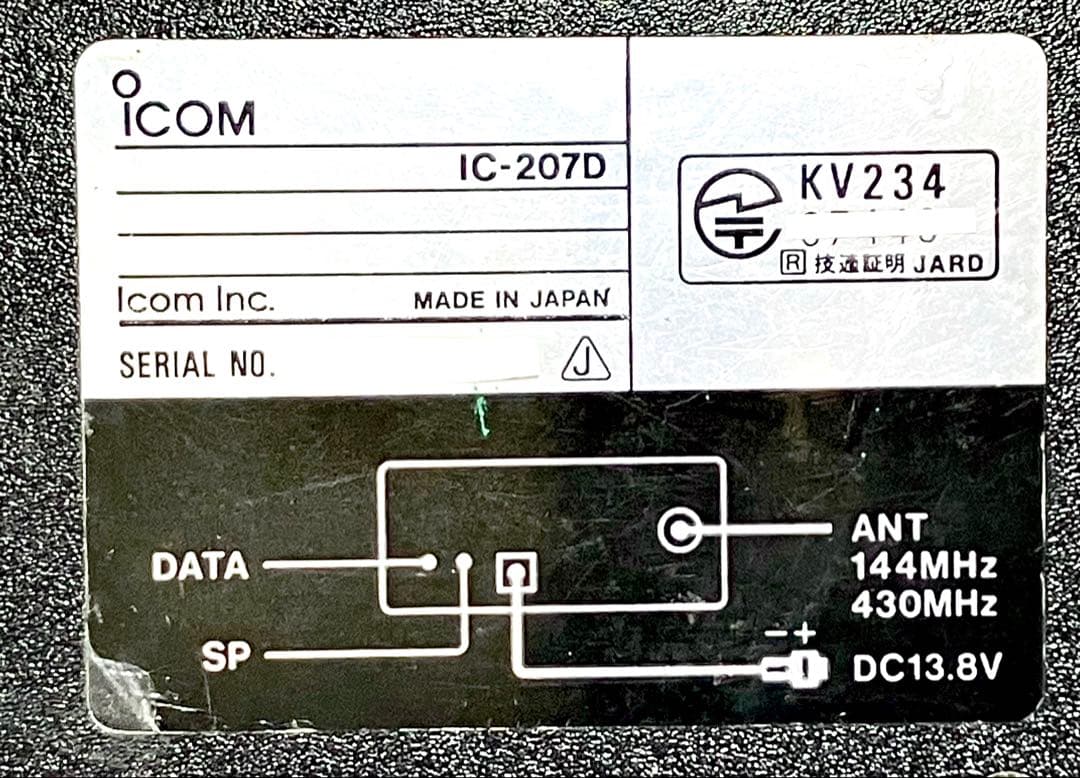 ICOM
IC-207D
Icom Inc. MADE IN JAPAN
SERIAL NO. J
KV234
R 技適証明 JARD
ANT
144MHz
430MHz
DATA
SP
- +
DC13.8V